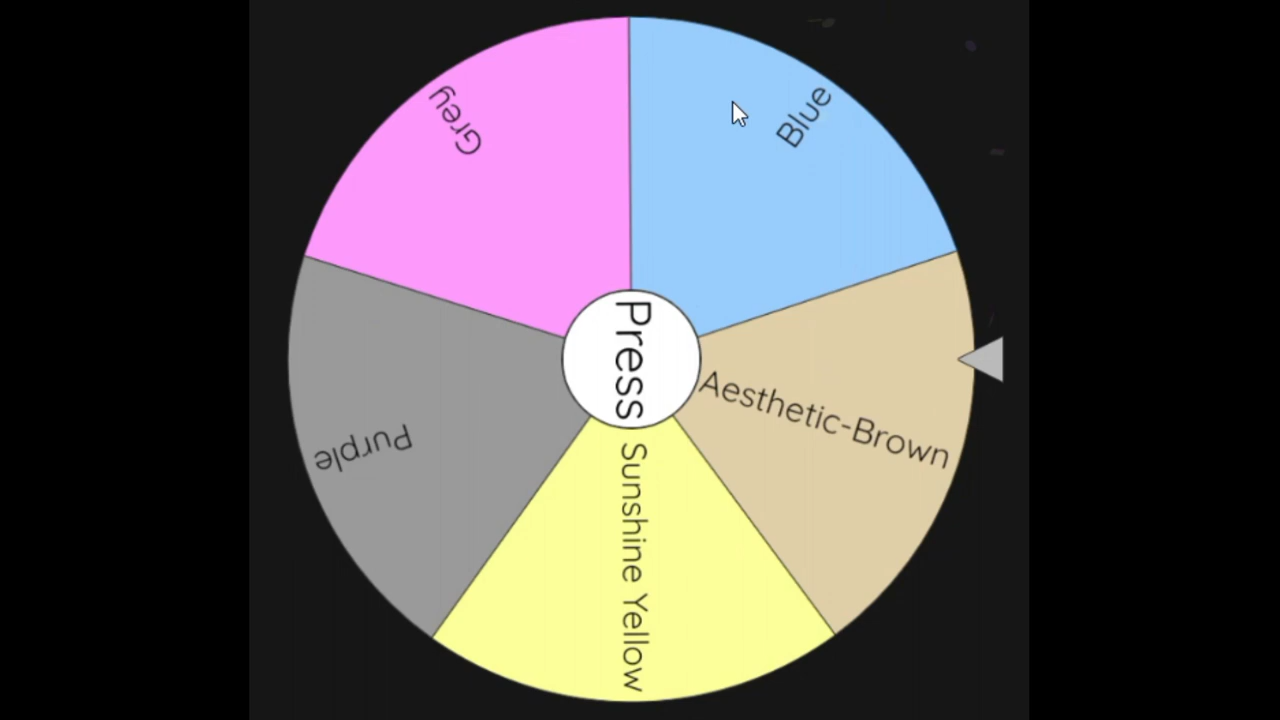 Grey
Blue
Press
Aesthetic-Brown
Purple
Sunshine Yellow